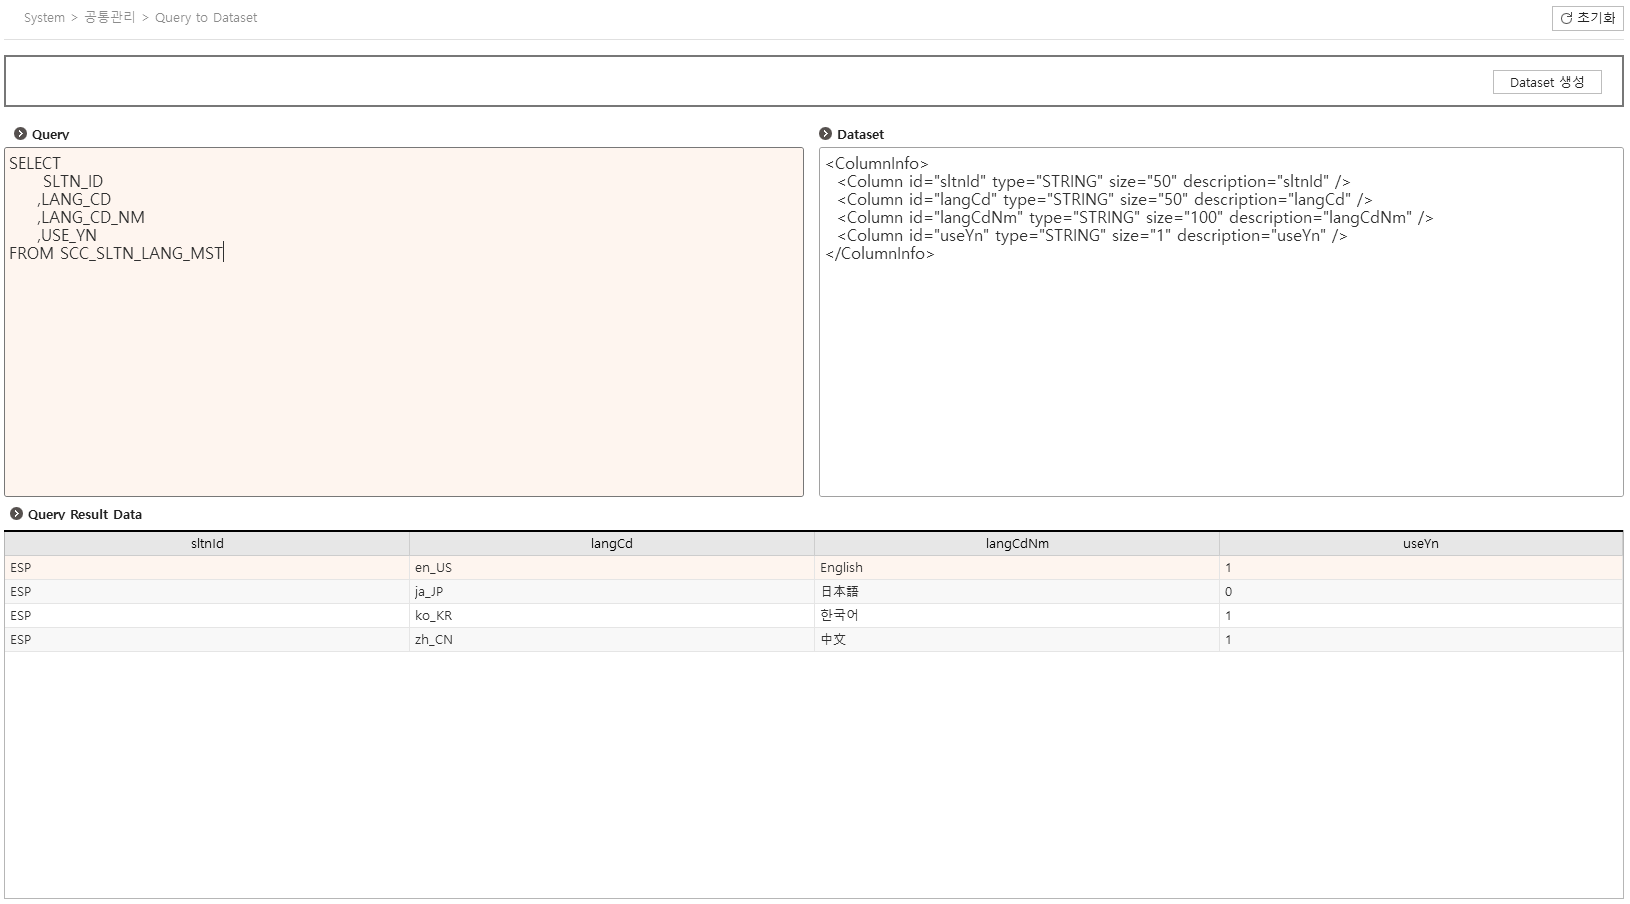 System > 공통관리 > Query to Dataset
초기화
Dataset 생성
Query
SELECT
SLTN_ID
,LANG_CD
,LANG_CD_NM
,USE_YN
FROM SCC_SLTN_LANG_MST
Dataset
<ColumnInfo>
<Column id="sltnId" type="STRING" size="50" description="sltnId" />
<Column id="langCd" type="STRING" size="50" description="langCd" />
<Column id="langCdNm" type="STRING" size="100" description="langCdNm" />
<Column id="useYn" type="STRING" size="1" description="useYn" />
</ColumnInfo>
Query Result Data
sltnId langCd langCdNm useYn
ESP en_US English 1
ESP ja_JP 日本語 0
ESP ko_KR 한국어 1
ESP zh_CN 中文 1